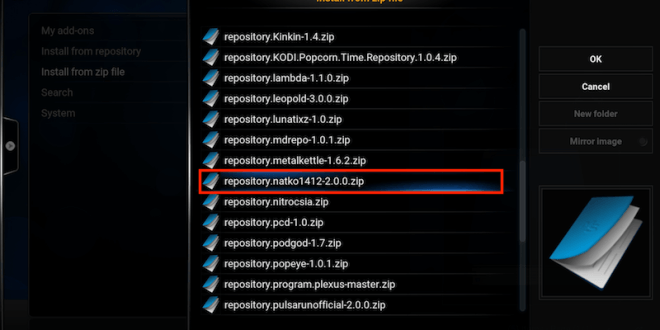 Install from zip file
My add-ons
Install from repository
Install from zip file
Search
System
repository.Kinkin-1.4.zip
repository.KODI.Popcorn.Time.Repository.1.0.4.zip
repository.lambda-1.1.0.zip
repository.leopold-3.0.0.zip
repository.lunatixz-1.0.zip
repository.mdrepo-1.0.1.zip
repository.metalkettle-1.6.2.zip
repository.natko1412-2.0.0.zip
repository.nitrocsia.zip
repository.pcd-1.0.zip
repository.podgod-1.7.zip
repository.popeye-1.0.1.zip
repository.program.plexus-master.zip
repository.pulsarunofficial-2.0.0.zip
OK
Cancel
New folder
Mirror image